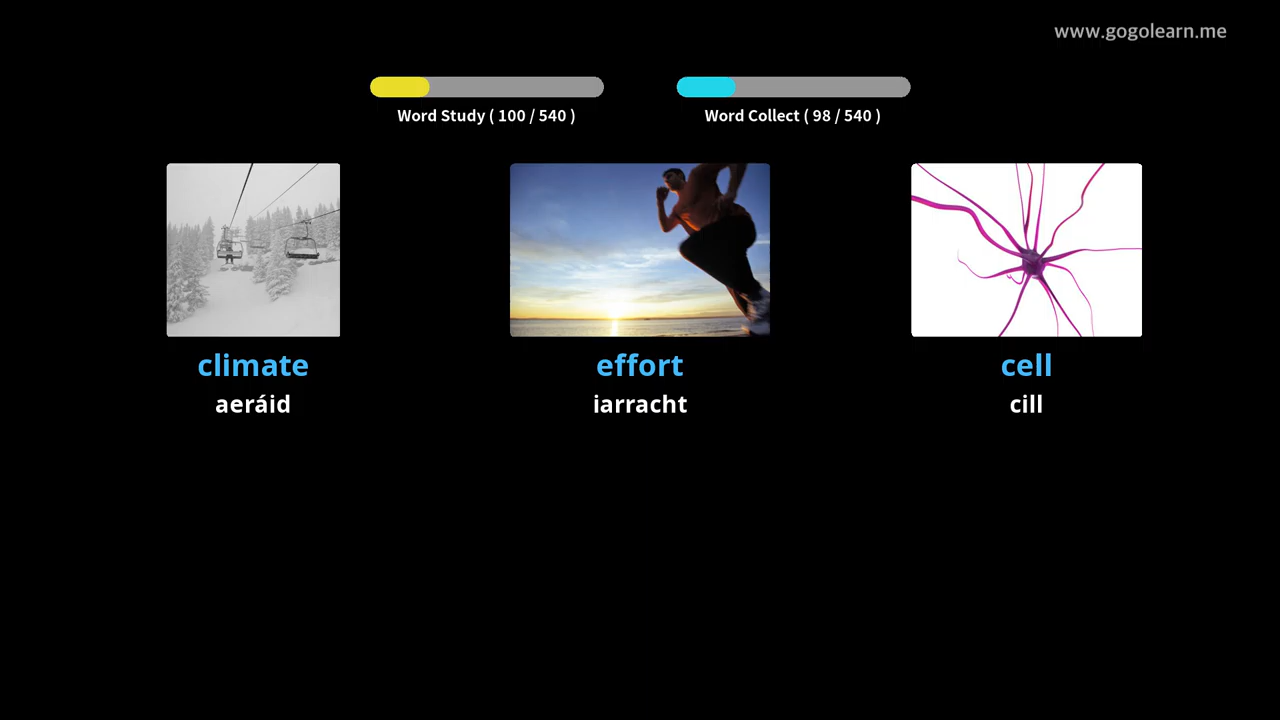 www.gogolearn.me
Word Study ( 100 / 540 )
Word Collect ( 98 / 540 )
climate
effort
cell
aeráid
iarracht
cill